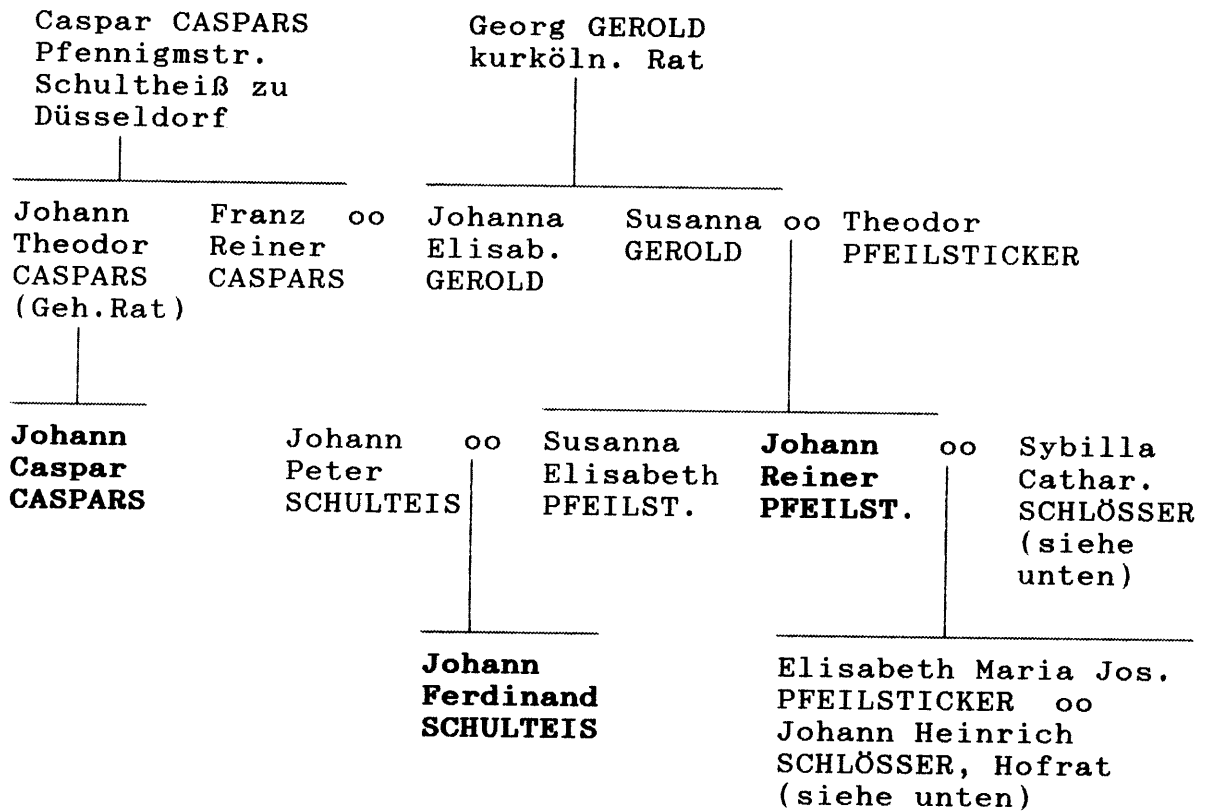 Caspar CASPARS
Pfennigmstr.
Schultheiß zu
Düsseldorf
Georg GEROLD
kurköln. Rat
Johann
Theodor
CASPARS
(Geh.Rat)
Franz
Reiner
CASPARS
oo
Johanna
Elisab.
GEROLD
Susanna
GEROLD
oo
Theodor
PFEILSTICKER
Johann
Caspar
CASPARS
Johann
Peter
SCHULTEIS
oo
Susanna
Elisabeth
PFEILST.
Johann
Reiner
PFEILST.
oo
Sybilla
Cathar.
SCHLÖSSER
(siehe
unten)
Johann
Ferdinand
SCHULTEIS
Elisabeth Maria Jos.
PFEILSTICKER oo
Johann Heinrich
SCHLÖSSER, Hofrat
(siehe unten)